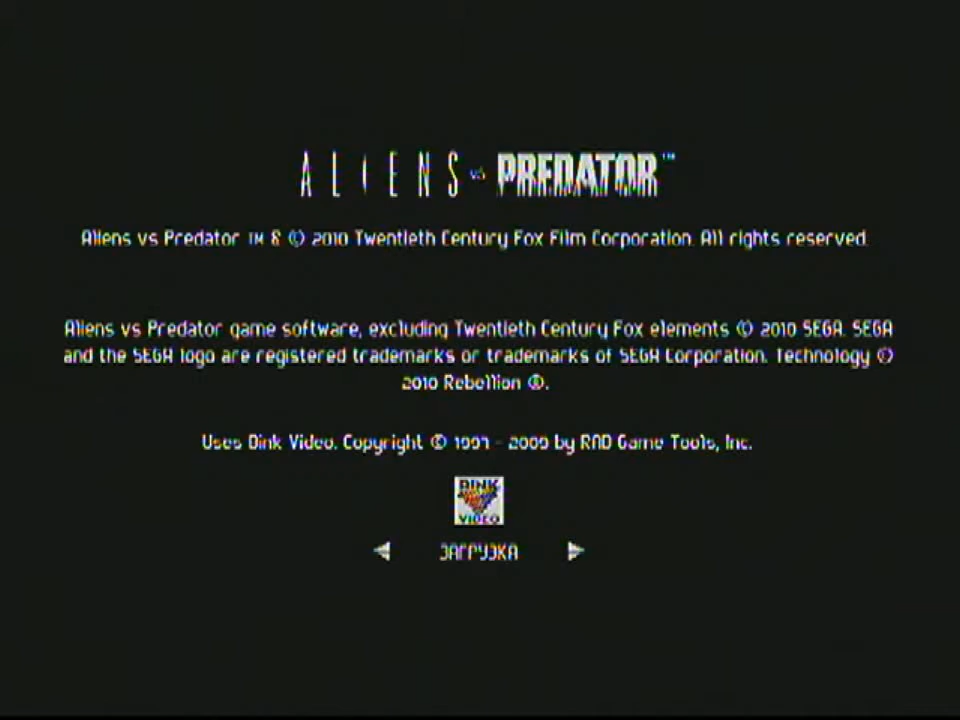 ALIENS vs PREDATOR™
Aliens vs Predator TM & © 2010 Twentieth Century Fox Film Corporation. All rights reserved.
Aliens vs Predator game software, excluding Twentieth Century Fox elements © 2010 SEGA. SEGA
and the SEGA logo are registered trademarks or trademarks of SEGA Corporation. Technology ©
2010 Rebellion ®.
Uses Bink Video. Copyright © 1997 - 2009 by RAD Game Tools, Inc.
BINK
VIDEO
ЗАГРУЗКА